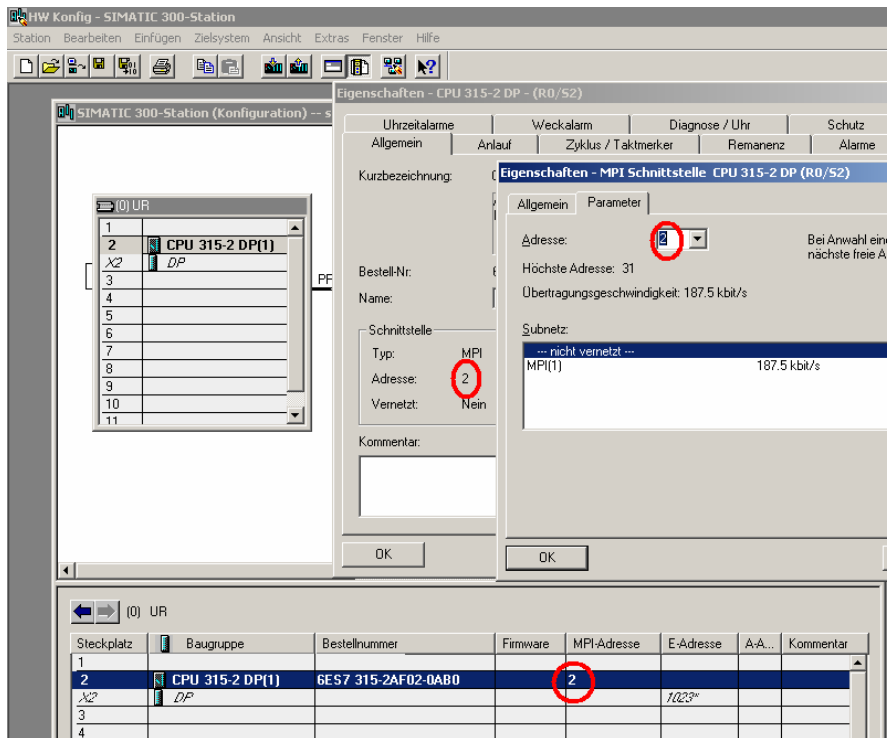 HW Konfig - SIMATIC 300-Station
Station Bearbeiten Einfügen Zielsystem Ansicht Extras Fenster Hilfe
SIMATIC 300-Station (Konfiguration) -- s
(0) UR
1
2 CPU 315-2 DP(1)
X2 DP
3
4
5
6
7
8
9
10
11
PF
Eigenschaften - CPU 315-2 DP - (R0/S2)
Uhrzeitalarme Weckalarm Diagnose / Uhr Schutz
Allgemein Anlauf Zyklus / Taktmerker Remanenz Alarme
Kurzbezeichnung:
Bestell-Nr: 6
Name:
Schnittstelle
Typ: MPI
Adresse: 2
Vernetzt: Nein
Kommentar:
OK
Eigenschaften - MPI Schnittstelle CPU 315-2 DP (R0/S2)
Allgemein Parameter
Adresse: 2
Bei Anwahl ein
nächste freie A
Höchste Adresse: 31
Übertragungsgeschwindigkeit: 187.5 kbit/s
Subnetz:
--- nicht vernetzt ---
MPI(1) 187.5 kbit/s
OK
(0) UR
Steckplatz Baugruppe Bestellnummer Firmware MPI-Adresse E-Adresse A-A... Kommentar
1
2 CPU 315-2 DP(1) 6ES7 315-2AF02-0AB0 2
X2 DP 1023*
3
4